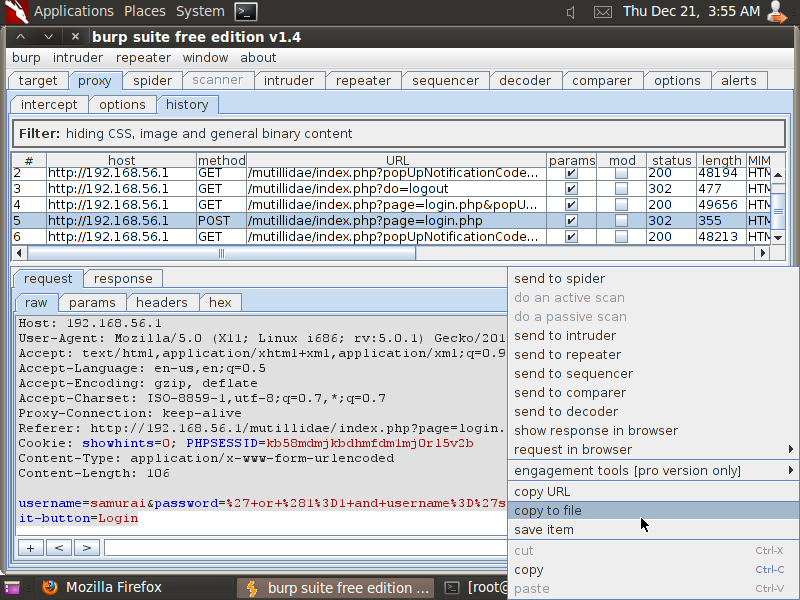 Applications Places System Thu Dec 21, 3:55 AM
burp suite free edition v1.4
burp intruder repeater window about
target proxy spider scanner intruder repeater sequencer decoder comparer options alerts
intercept options history
Filter: hiding CSS, image and general binary content
# host method URL params mod status length MIM
2 http://192.168.56.1 GET /mutillidae/index.php?popUpNotificationCode... 200 48194 HTM
3 http://192.168.56.1 GET /mutillidae/index.php?do=logout 302 477 HTM
4 http://192.168.56.1 GET /mutillidae/index.php?page=login.php&popU... 200 49656 HTM
5 http://192.168.56.1 POST /mutillidae/index.php?page=login.php 302 355 HTM
6 http://192.168.56.1 GET /mutillidae/index.php?popUpNotificationCode... 200 48213 HTM
request response
raw params headers hex
Host: 192.168.56.1
User-Agent: Mozilla/5.0 (X11; Linux i686; rv:5.0.1) Gecko/201
Accept: text/html,application/xhtml+xml,application/xml;q=0.9
Accept-Language: en-us,en;q=0.5
Accept-Encoding: gzip, deflate
Accept-Charset: ISO-8859-1,utf-8;q=0.7,*;q=0.7
Proxy-Connection: keep-alive
Referer: http://192.168.56.1/mutillidae/index.php?page=login.
Cookie: showhints=0; PHPSESSID=kb58mdmjkbdhmfdm1mj0r15v2b
Content-Type: application/x-www-form-urlencoded
Content-Length: 106
username=samurai&password=%27+or+%281%3D1+and+username%3D%27s
it-button=Login
+ < >
send to spider
do an active scan
do a passive scan
send to intruder
send to repeater
send to sequencer
send to comparer
send to decoder
show response in browser
request in browser
engagement tools [pro version only]
copy URL
copy to file
save item
cut Ctrl-X
copy Ctrl-C
paste Ctrl-V
Mozilla Firefox burp suite free edition ... [root@